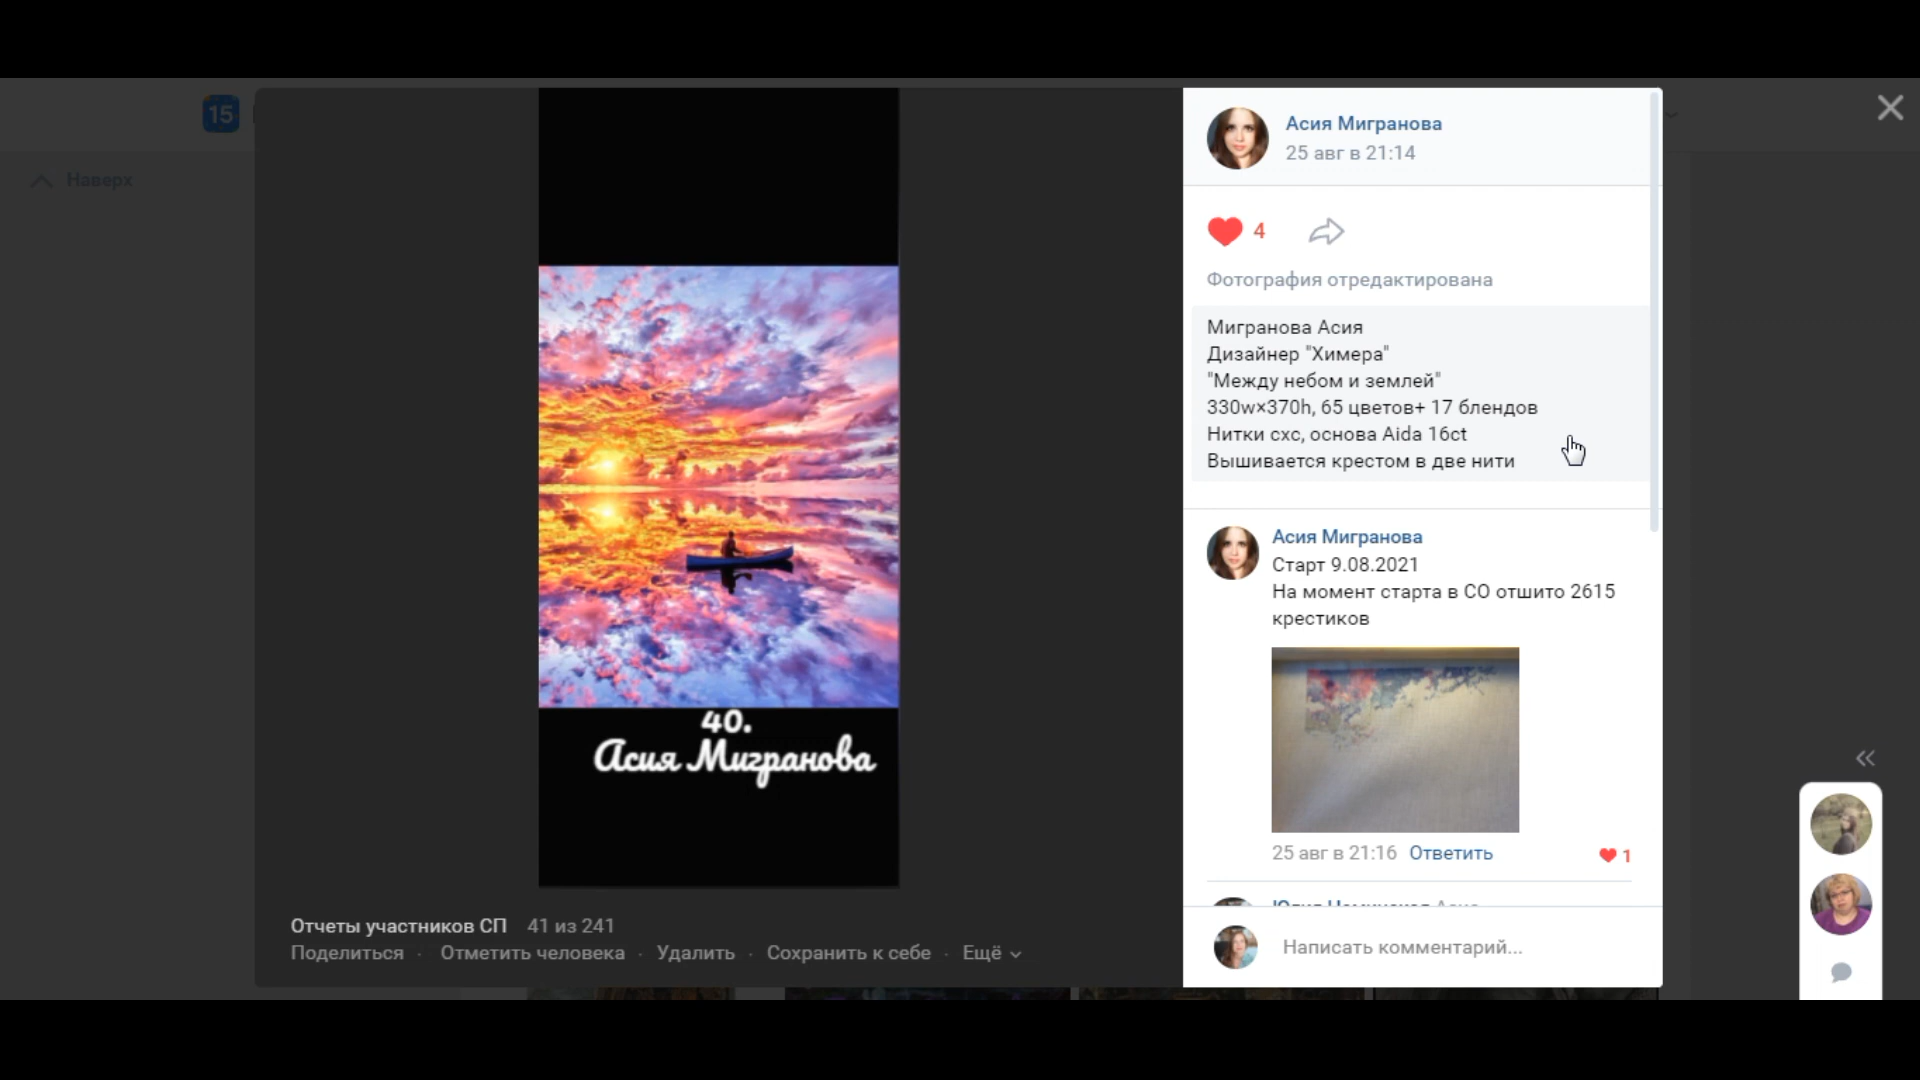 15
Наверх
40.
Асия Мигранова
Отчеты участников СП 41 из 241
Поделиться · Отметить человека · Удалить · Сохранить к себе · Ещё
Асия Мигранова
25 авг в 21:14
4
Фотография отредактирована
Мигранова Асия
Дизайнер "Химера"
"Между небом и землей"
330w×370h, 65 цветов+ 17 блендов
Нитки схс, основа Aida 16ct
Вышивается крестом в две нити
Асия Мигранова
Старт 9.08.2021
На момент старта в СО отшито 2615
крестиков
25 авг в 21:16 Ответить
1
Написать комментарий...